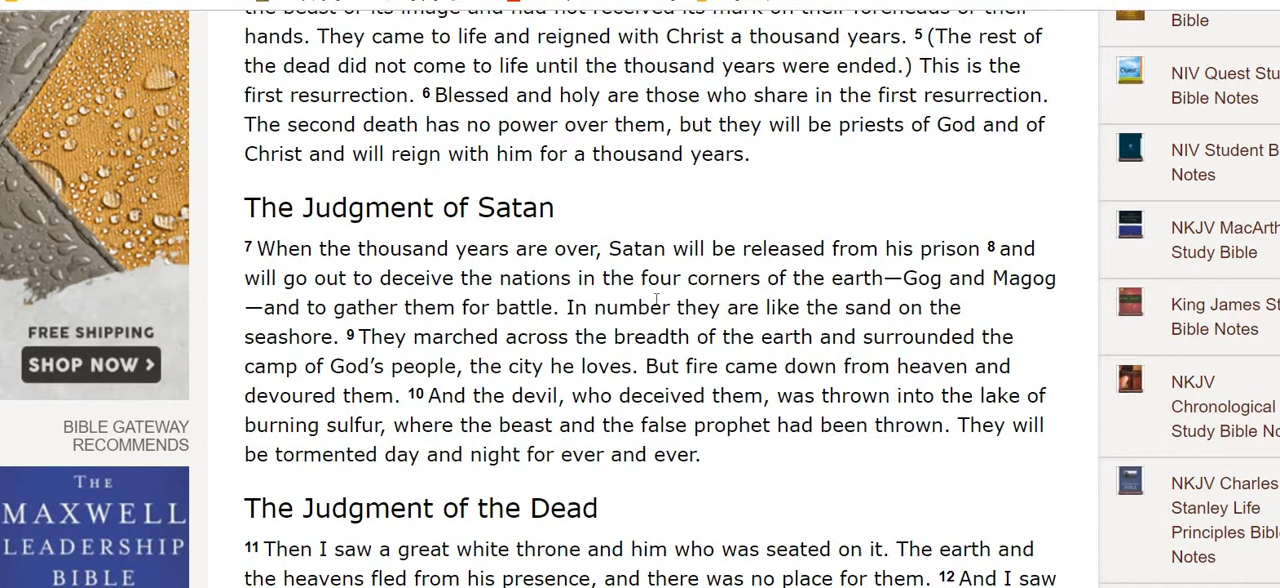 the beast or its image and had not received its mark on their foreheads or their
hands. They came to life and reigned with Christ a thousand years. 5 (The rest of
the dead did not come to life until the thousand years were ended.) This is the
first resurrection. 6 Blessed and holy are those who share in the first resurrection.
The second death has no power over them, but they will be priests of God and of
Christ and will reign with him for a thousand years.
The Judgment of Satan
7 When the thousand years are over, Satan will be released from his prison 8 and
will go out to deceive the nations in the four corners of the earth—Gog and Magog
—and to gather them for battle. In number they are like the sand on the
seashore. 9 They marched across the breadth of the earth and surrounded the
camp of God’s people, the city he loves. But fire came down from heaven and
devoured them. 10 And the devil, who deceived them, was thrown into the lake of
burning sulfur, where the beast and the false prophet had been thrown. They will
be tormented day and night for ever and ever.
The Judgment of the Dead
11 Then I saw a great white throne and him who was seated on it. The earth and
the heavens fled from his presence, and there was no place for them. 12 And I saw
FREE SHIPPING
SHOP NOW >
BIBLE GATEWAY
RECOMMENDS
THE
MAXWELL
LEADERSHIP
BIBLE
Bible
NIV Quest Stu
Bible Notes
NIV Student B
Notes
NKJV MacArth
Study Bible
King James St
Bible Notes
NKJV
Chronological
Study Bible No
NKJV Charles
Stanley Life
Principles Bibl
Notes